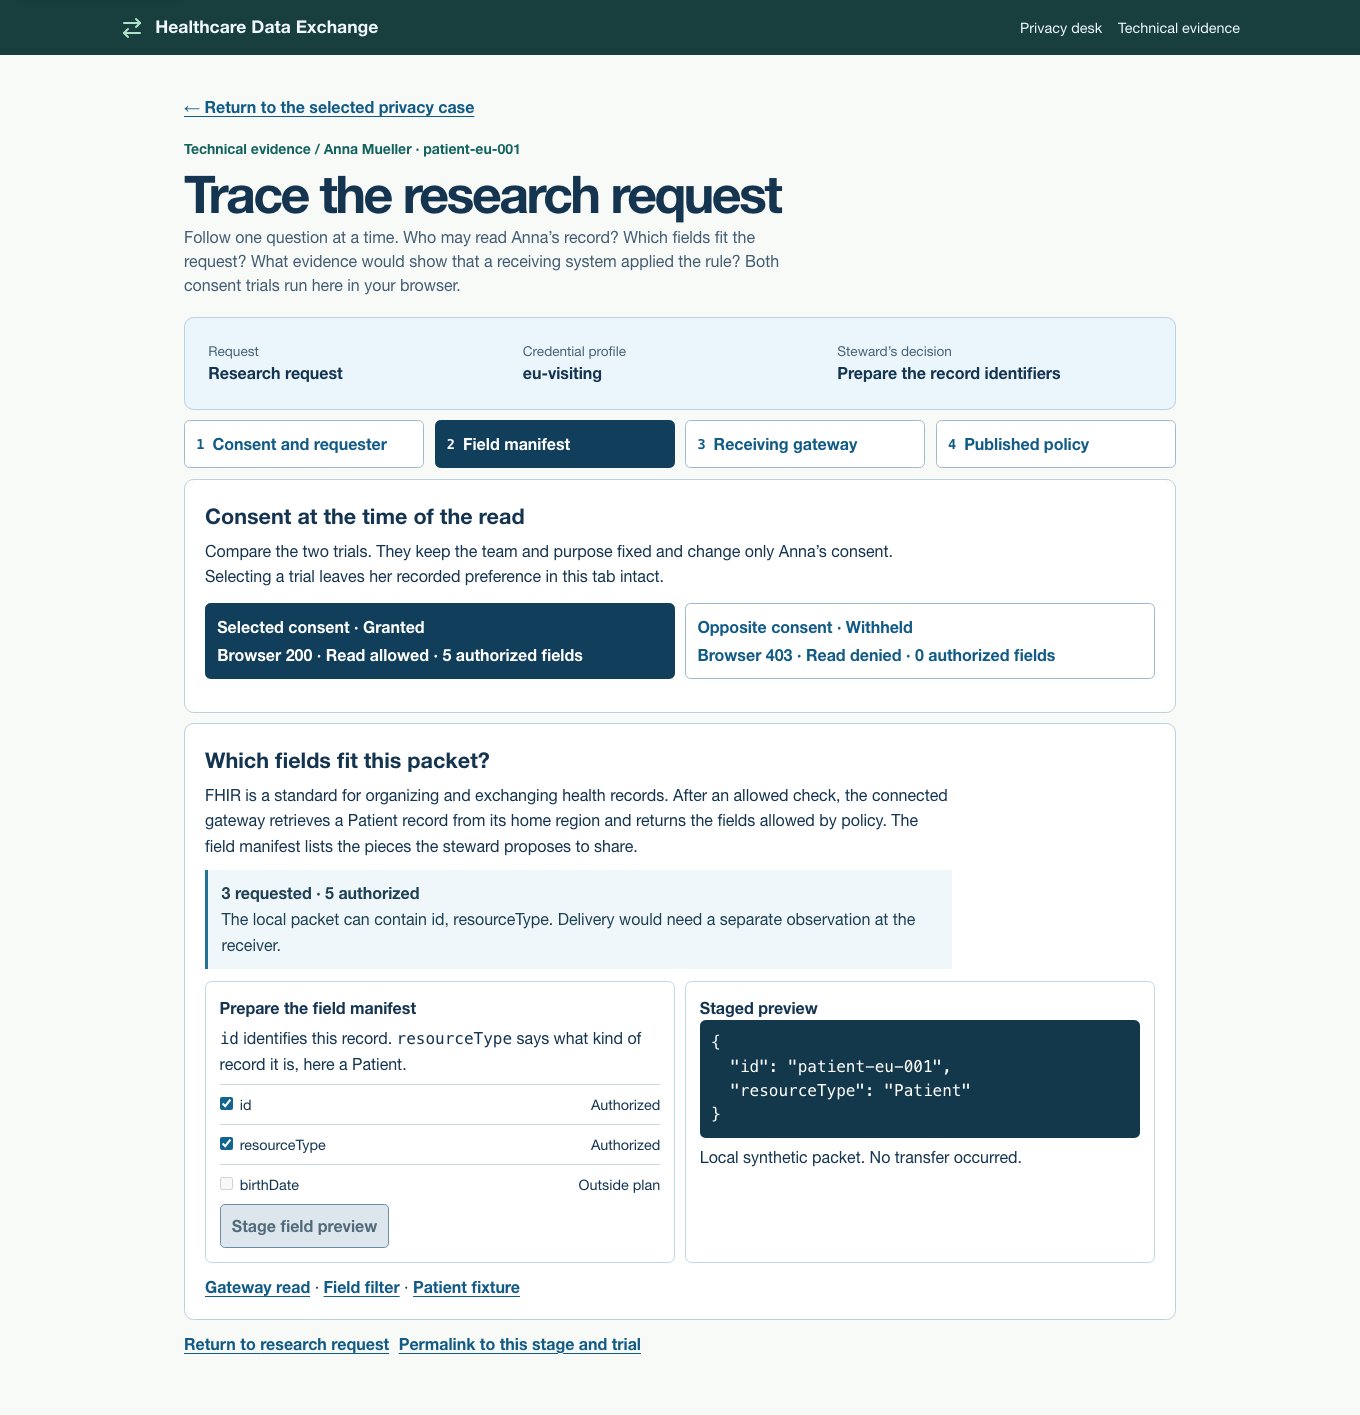 Healthcare Data Exchange
Privacy desk Technical evidence
← Return to the selected privacy case
Technical evidence / Anna Mueller · patient-eu-001
Trace the research request
Follow one question at a time. Who may read Anna’s record? Which fields fit the
request? What evidence would show that a receiving system applied the rule? Both
consent trials run here in your browser.
Request
Research request
Credential profile
eu-visiting
Steward’s decision
Prepare the record identifiers
1 Consent and requester
2 Field manifest
3 Receiving gateway
4 Published policy
Consent at the time of the read
Compare the two trials. They keep the team and purpose fixed and change only Anna’s consent.
Selecting a trial leaves her recorded preference in this tab intact.
Selected consent · Granted
Browser 200 · Read allowed · 5 authorized fields
Opposite consent · Withheld
Browser 403 · Read denied · 0 authorized fields
Which fields fit this packet?
FHIR is a standard for organizing and exchanging health records. After an allowed check, the connected
gateway retrieves a Patient record from its home region and returns the fields allowed by policy. The
field manifest lists the pieces the steward proposes to share.
3 requested · 5 authorized
The local packet can contain id, resourceType. Delivery would need a separate observation at the
receiver.
Prepare the field manifest
id identifies this record. resourceType says what kind of
record it is, here a Patient.
id Authorized
resourceType Authorized
birthDate Outside plan
Stage field preview
Staged preview
{
"id": "patient-eu-001",
"resourceType": "Patient"
}
Local synthetic packet. No transfer occurred.
Gateway read · Field filter · Patient fixture
Return to research request Permalink to this stage and trial